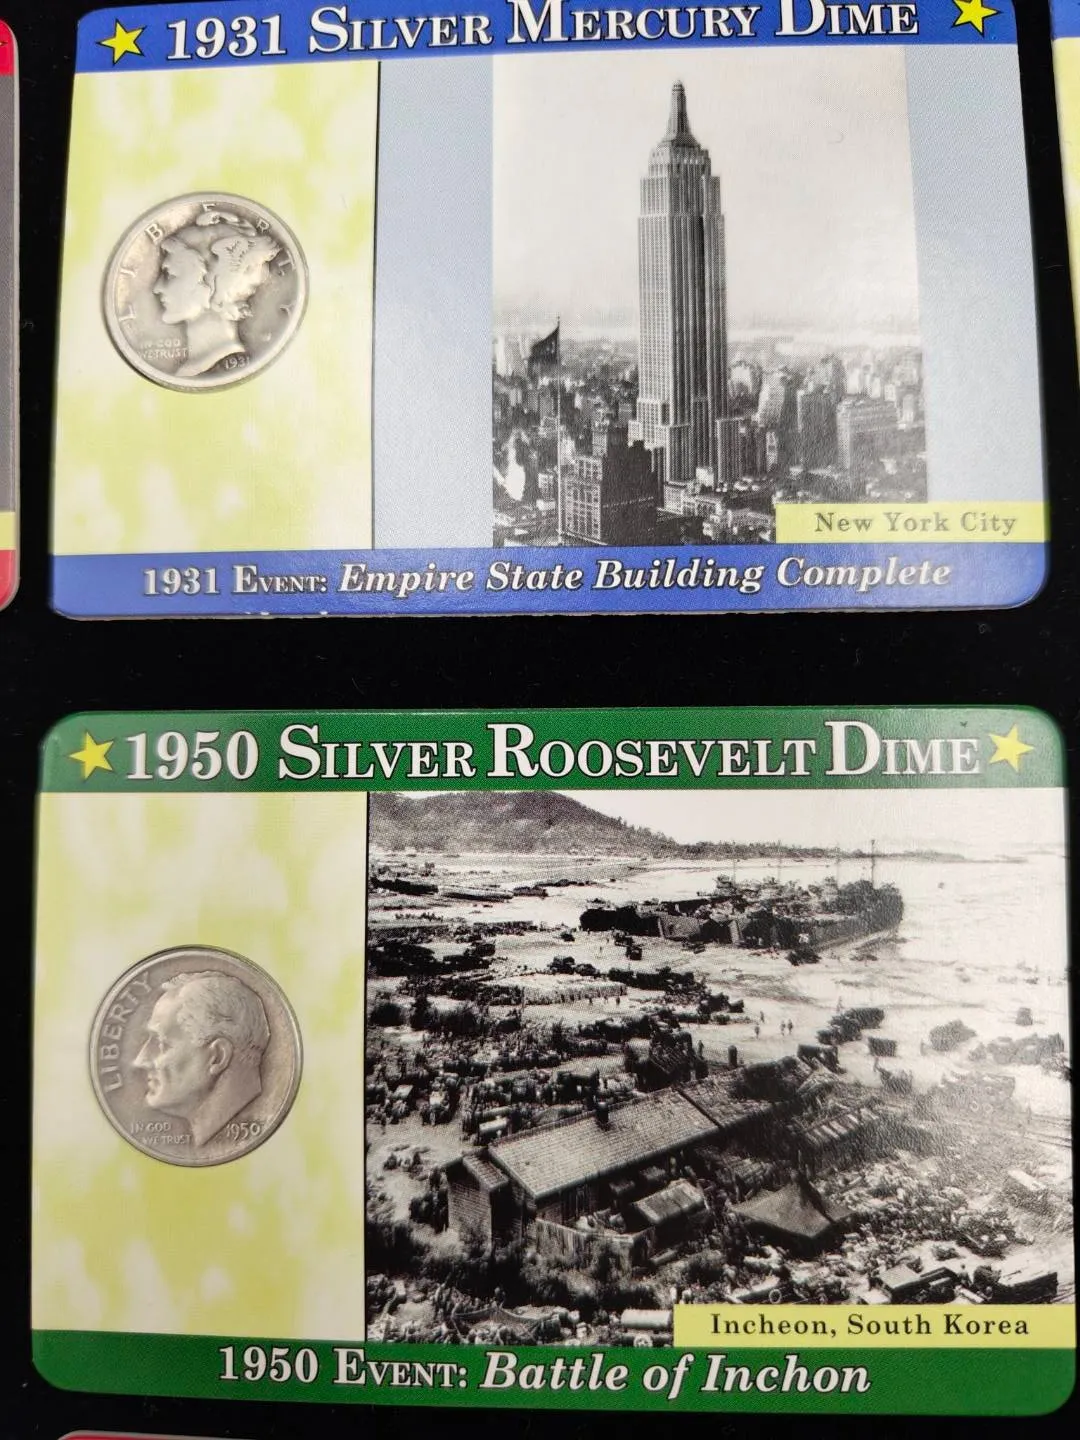 1931 SILVER MERCURY DIME
LIBERTY
IN GOD
WE TRUST
1931
New York City
1931 EVENT: Empire State Building Complete
1950 SILVER ROOSEVELT DIME
LIBERTY
IN GOD
WE TRUST
1950
Incheon, South Korea
1950 EVENT: Battle of Inchon